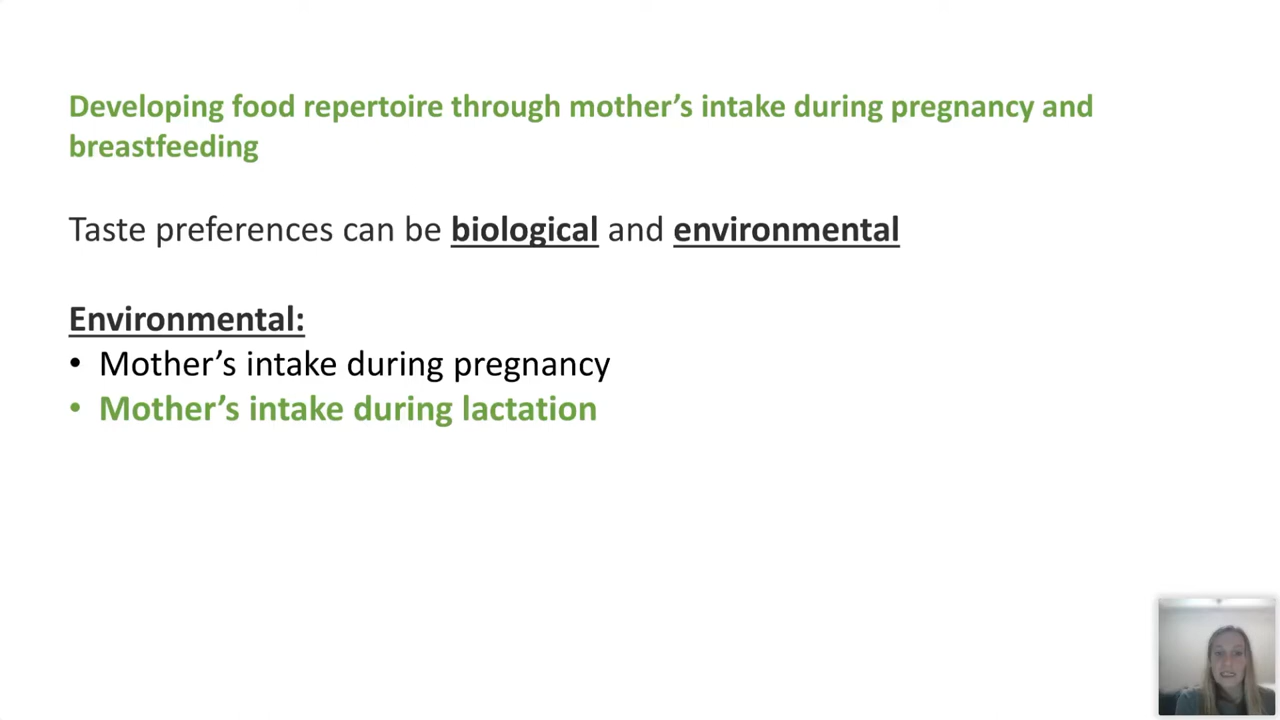 Developing food repertoire through mother’s intake during pregnancy and
breastfeeding
Taste preferences can be biological and environmental
Environmental:
• Mother’s intake during pregnancy
• Mother’s intake during lactation